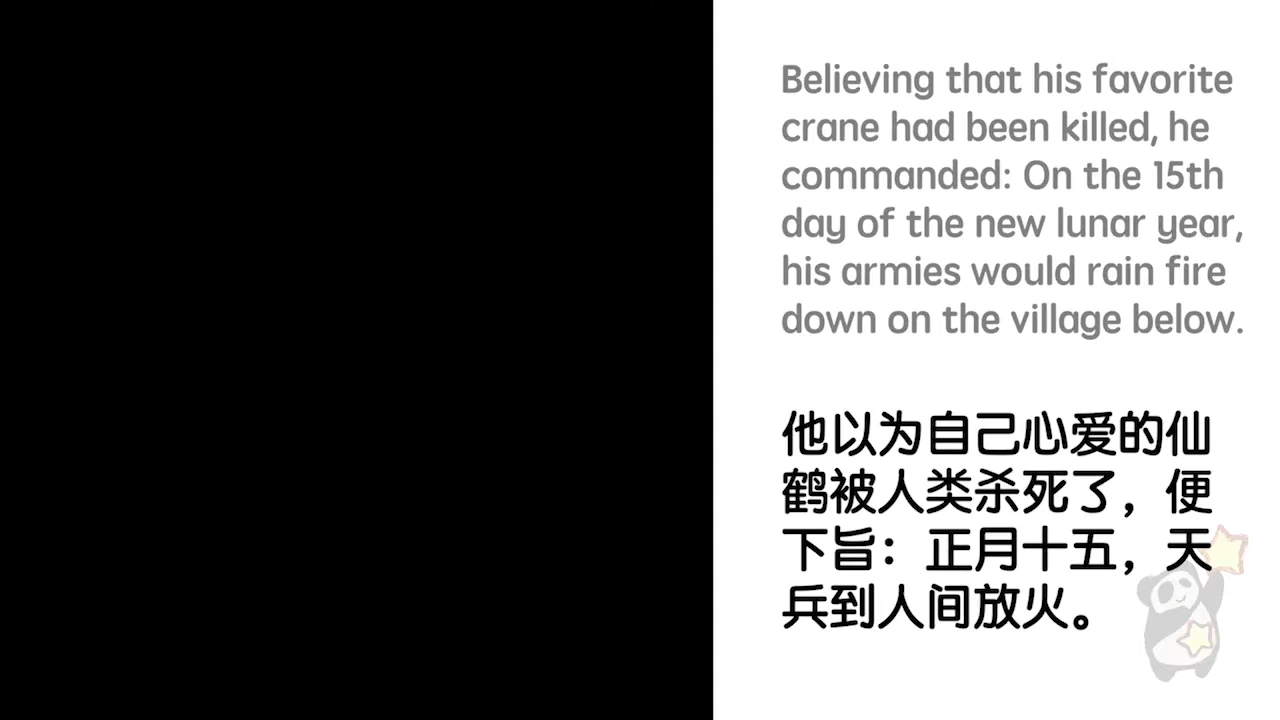 Believing that his favorite
crane had been killed, he
commanded: On the 15th
day of the new lunar year,
his armies would rain fire
down on the village below.
他以为自己心爱的仙
鹤被人类杀死了，便
下旨：正月十五，天
兵到人间放火。